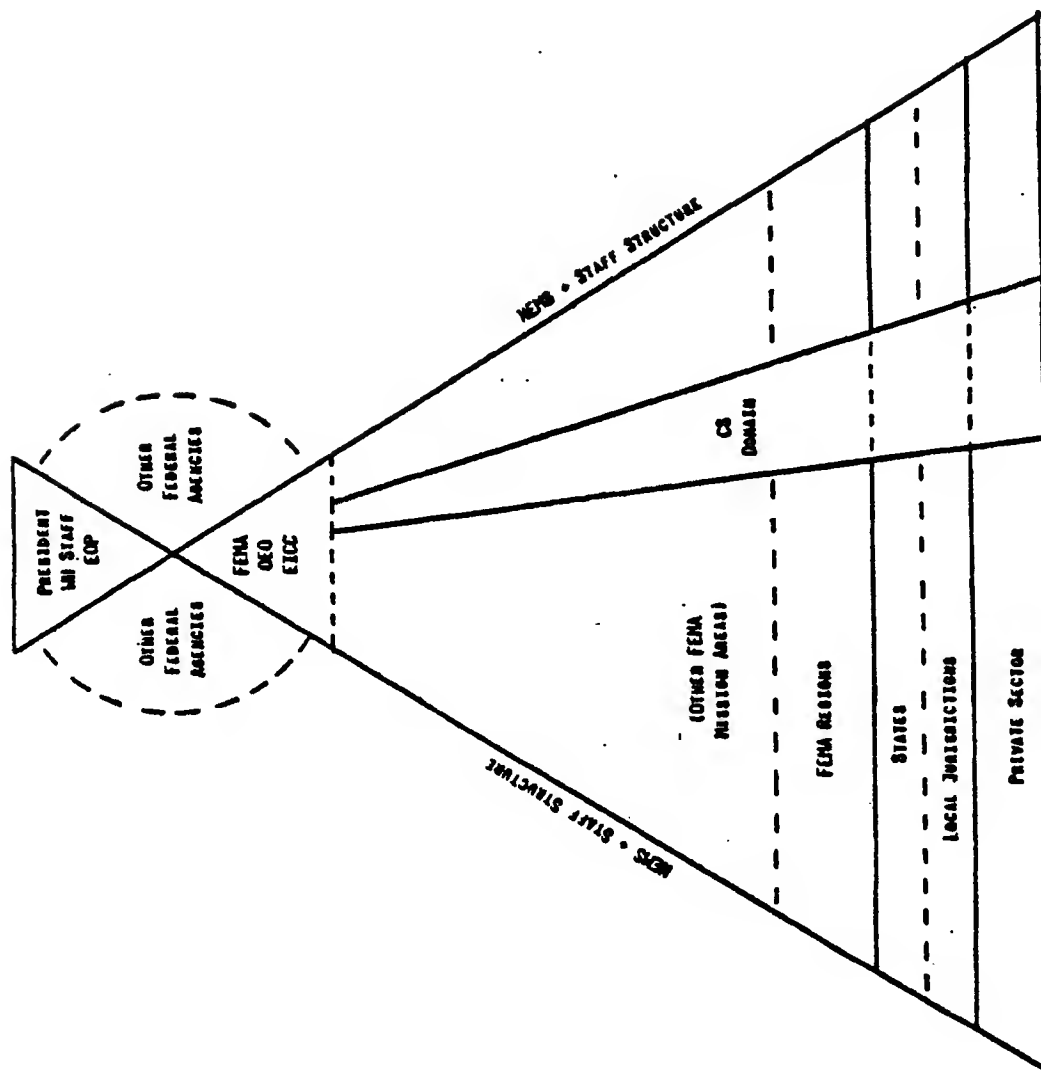 PRESIDENT
WH STAFF
EOP
OTHER
FEDERAL
AGENCIES
OTHER
FEDERAL
AGENCIES
FEMA
OEO
EICC
NEMS + STAFF STRUCTURE
NEMS + STAFF STRUCTURE
(OTHER FEMA
MISSION AREAS)
CS
DOMAIN
FEMA REGIONS
STATES
LOCAL JURISDICTIONS
PRIVATE SECTOR